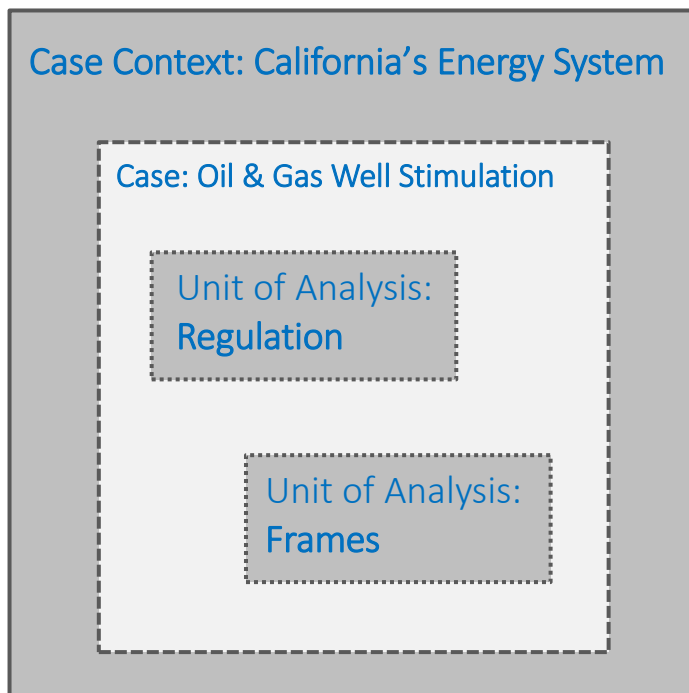 Case Context: California’s Energy System
Case: Oil & Gas Well Stimulation
Unit of Analysis:
Regulation
Unit of Analysis:
Frames